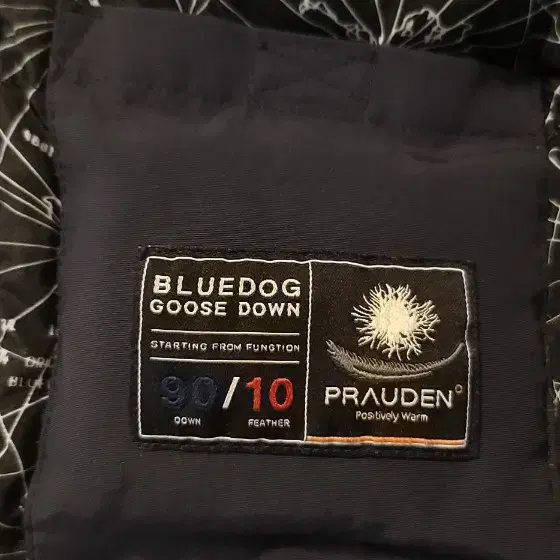 BLUEDOG
GOOSE DOWN
STARTING FROM FUNCTION
90/10
DOWN FEATHER
PRAUDEN
Positively Warm